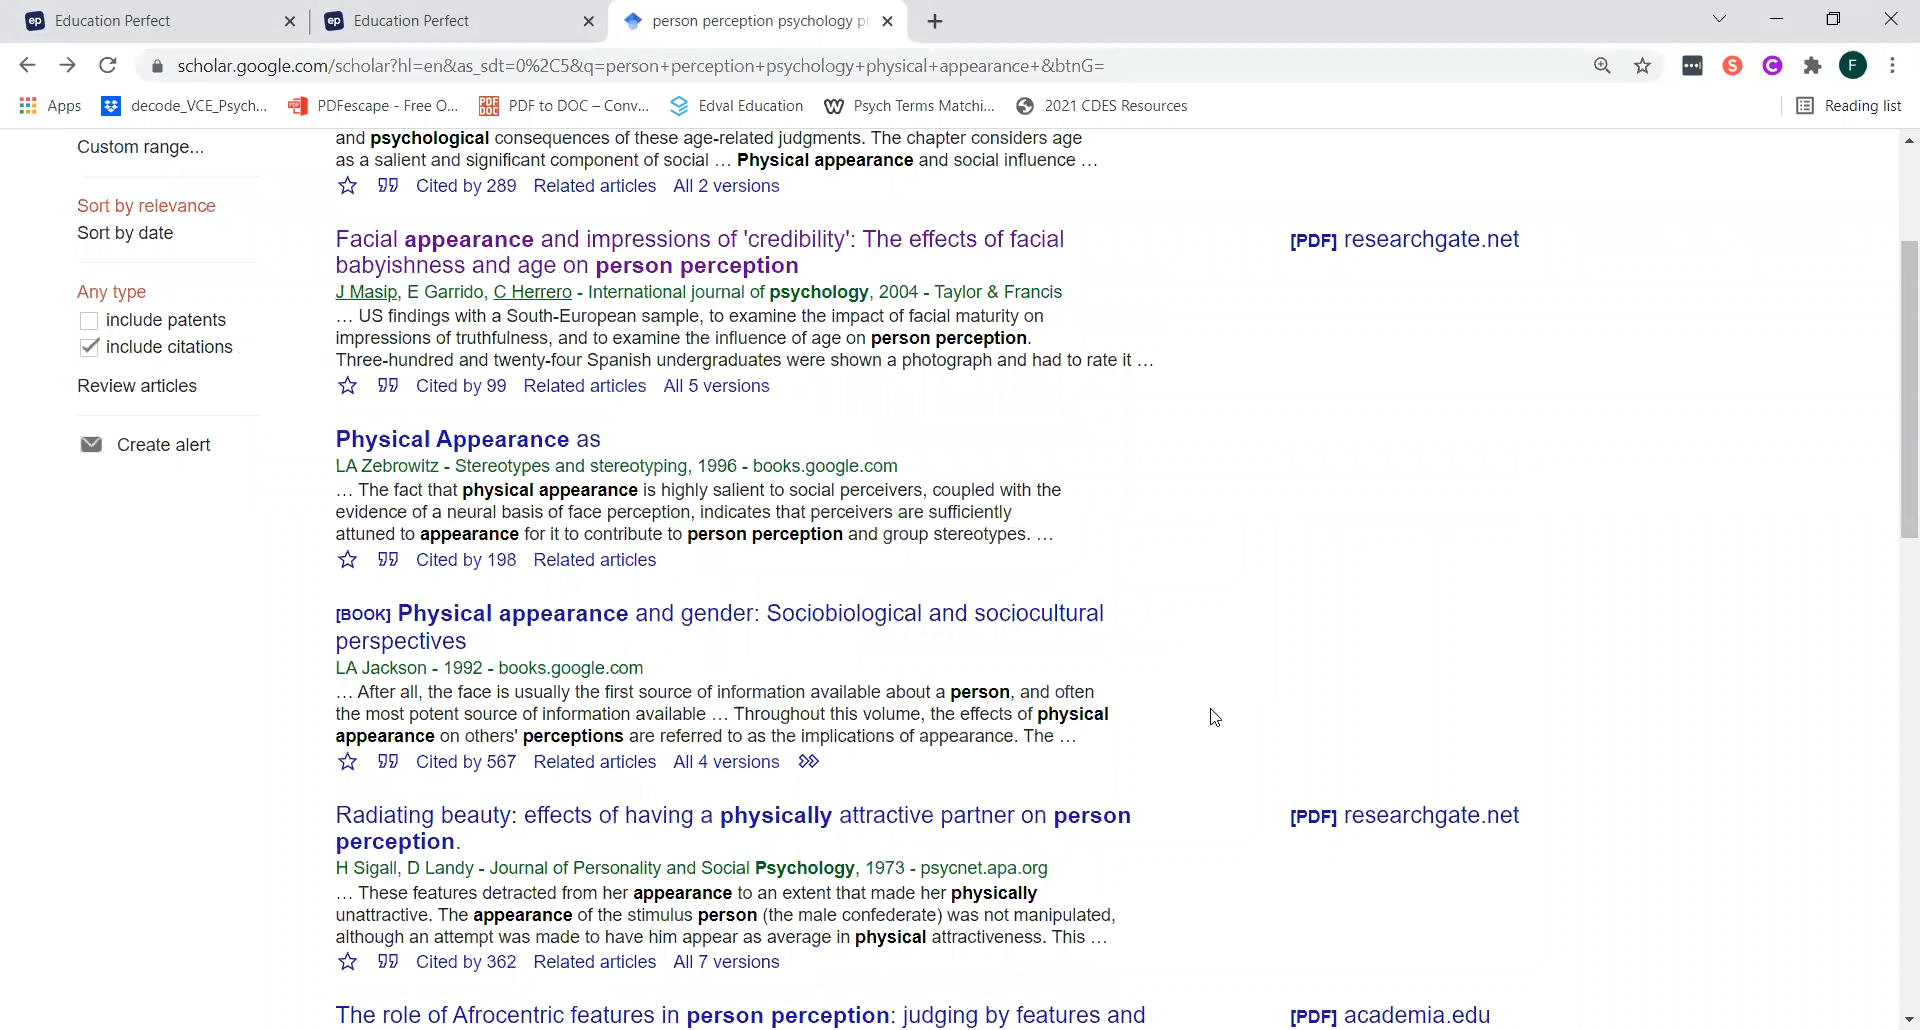 Education Perfect
Education Perfect
person perception psychology p
scholar.google.com/scholar?hl=en&as_sdt=0%2C5&q=person+perception+psychology+physical+appearance+&btnG=
S
C
F
Apps
decode_VCE_Psych...
PDFescape - Free O...
PDF to DOC – Conv...
Edval Education
Psych Terms Matchi...
2021 CDES Resources
Reading list
Custom range...
Sort by relevance
Sort by date
Any type
include patents
include citations
Review articles
Create alert
and psychological consequences of these age-related judgments. The chapter considers age
as a salient and significant component of social … Physical appearance and social influence …
Cited by 289 Related articles All 2 versions
Facial appearance and impressions of 'credibility': The effects of facial
babyishness and age on person perception
[PDF] researchgate.net
J Masip, E Garrido, C Herrero - International journal of psychology, 2004 - Taylor & Francis
… US findings with a South-European sample, to examine the impact of facial maturity on
impressions of truthfulness, and to examine the influence of age on person perception.
Three-hundred and twenty-four Spanish undergraduates were shown a photograph and had to rate it …
Cited by 99 Related articles All 5 versions
Physical Appearance as
LA Zebrowitz - Stereotypes and stereotyping, 1996 - books.google.com
… The fact that physical appearance is highly salient to social perceivers, coupled with the
evidence of a neural basis of face perception, indicates that perceivers are sufficiently
attuned to appearance for it to contribute to person perception and group stereotypes. …
Cited by 198 Related articles
[BOOK] Physical appearance and gender: Sociobiological and sociocultural
perspectives
LA Jackson - 1992 - books.google.com
… After all, the face is usually the first source of information available about a person, and often
the most potent source of information available … Throughout this volume, the effects of physical
appearance on others' perceptions are referred to as the implications of appearance. The …
Cited by 567 Related articles All 4 versions
Radiating beauty: effects of having a physically attractive partner on person
perception.
[PDF] researchgate.net
H Sigall, D Landy - Journal of Personality and Social Psychology, 1973 - psycnet.apa.org
… These features detracted from her appearance to an extent that made her physically
unattractive. The appearance of the stimulus person (the male confederate) was not manipulated,
although an attempt was made to have him appear as average in physical attractiveness. This …
Cited by 362 Related articles All 7 versions
The role of Afrocentric features in person perception: judging by features and
[PDF] academia.edu